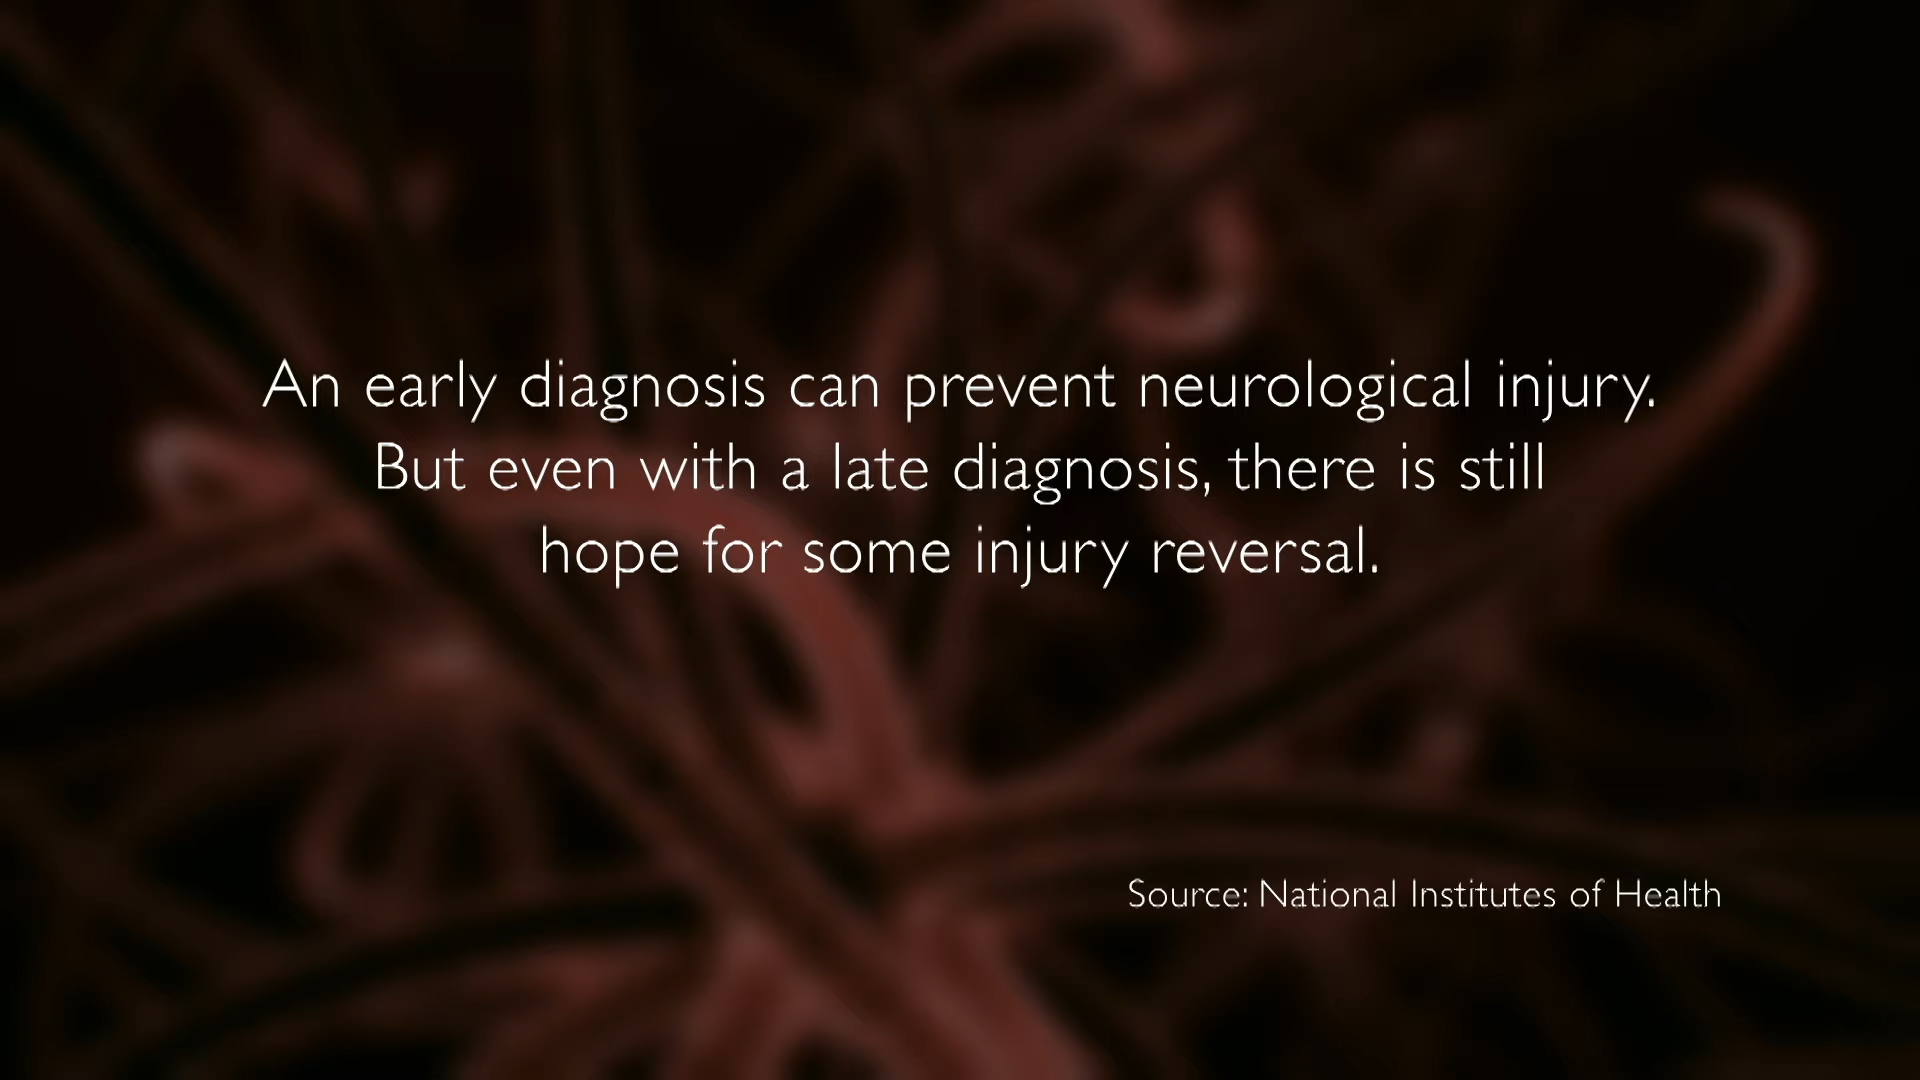 An early diagnosis can prevent neurological injury.
But even with a late diagnosis, there is still
hope for some injury reversal.
Source: National Institutes of Health